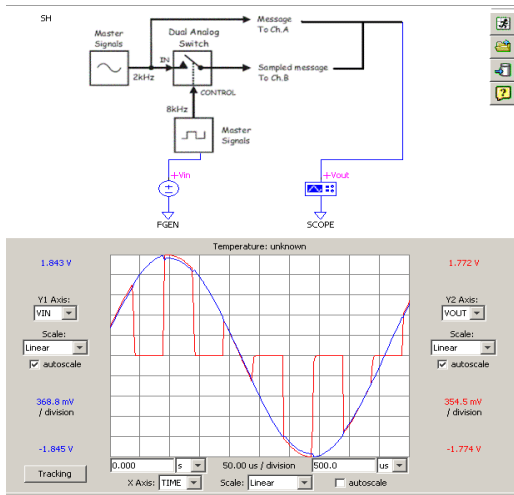 SH
Master
Signals
Dual Analog
Switch
Message
To Ch.A
IN
2kHz
Sampled message
To Ch.B
CONTROL
8kHz
Master
Signals
+Vin
+Vout
FGEN
SCOPE
Temperature: unknown
1.843 V
1.772 V
Y1 Axis:
VIN
Y2 Axis:
VOUT
Scale:
Linear
Scale:
Linear
autoscale
autoscale
368.8 mV
/ division
354.5 mV
/ division
-1.845 V
-1.774 V
0.000 s 50.00 us / division 500.0 us
Tracking
X Axis: TIME Scale: Linear autoscale